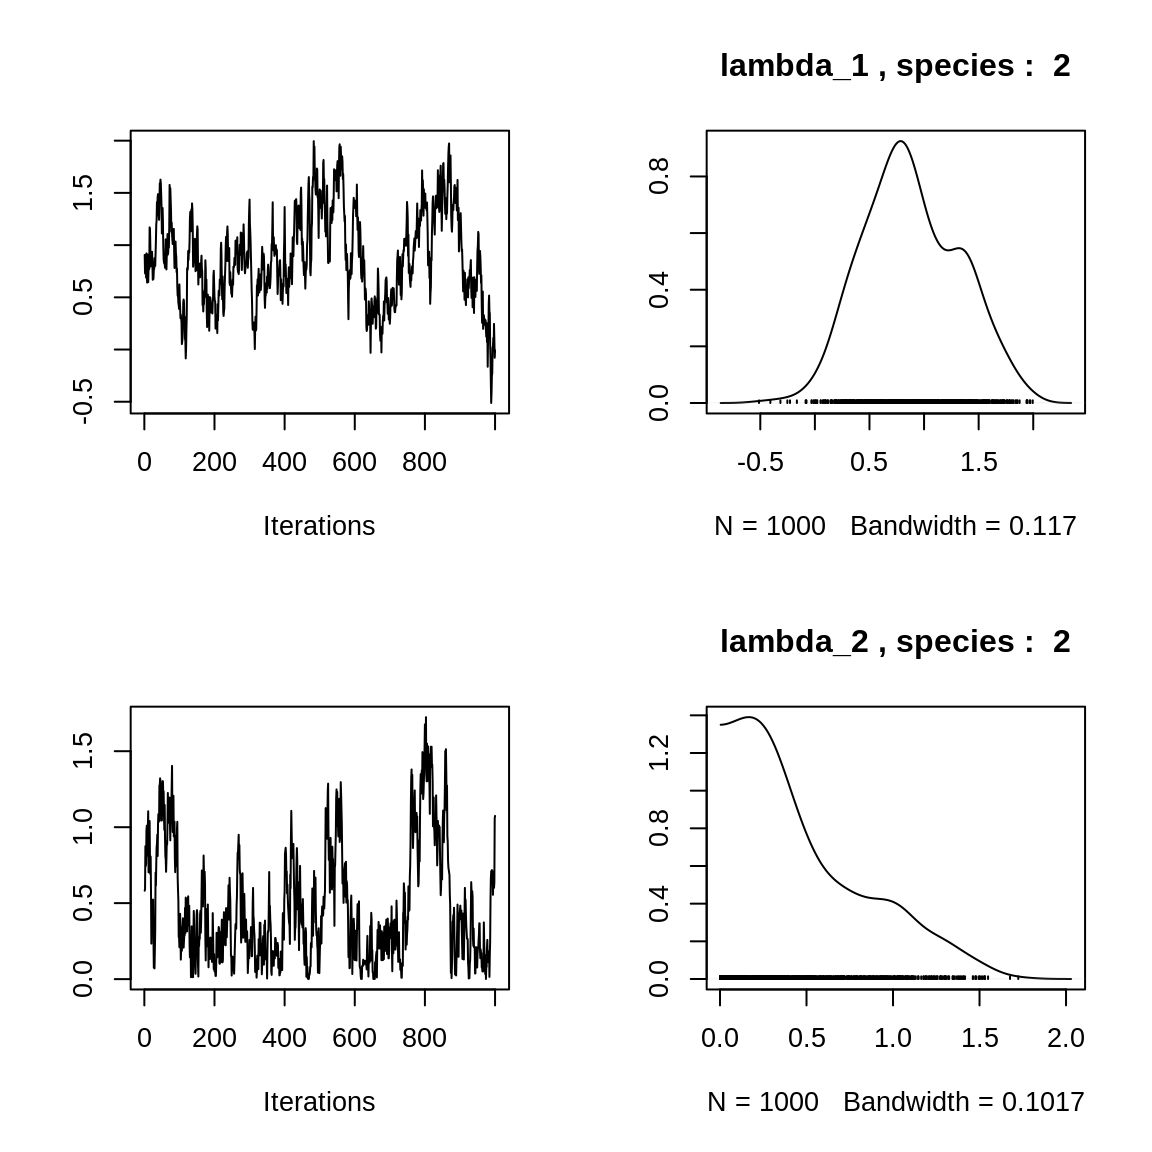 lambda_1 , species :  2
1.5
0.5
-0.5
0 200 400 600 800
Iterations
0.8
0.4
0.0
-0.5 0.5 1.5
N = 1000   Bandwidth = 0.117
lambda_2 , species :  2
1.5
1.0
0.5
0.0
0 200 400 600 800
Iterations
1.2
0.8
0.4
0.0
0.0 0.5 1.0 1.5 2.0
N = 1000   Bandwidth = 0.1017